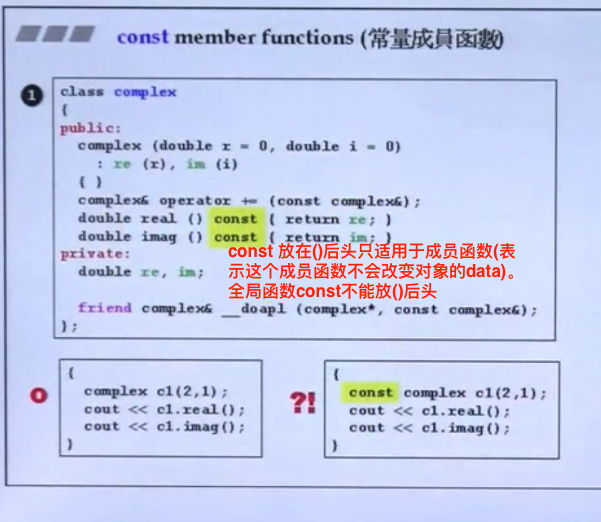 const member functions (常量成員函數)
1
class complex
{
public:
complex (double r = 0, double i = 0)
: re (r), im (i)
{ }
complex& operator += (const complex&);
double real () const { return re; }
double imag () const { return im; }
const 放在()后头只适用于成员函数(表
示这个成员函数不会改变对象的data)。
全局函数const不能放()后头
private:
double re, im;
friend complex& __doapl (complex*, const complex&);
};
O
{
complex c1(2,1);
cout << c1.real();
cout << c1.imag();
}
?!
{
const complex c1(2,1);
cout << c1.real();
cout << c1.imag();
}